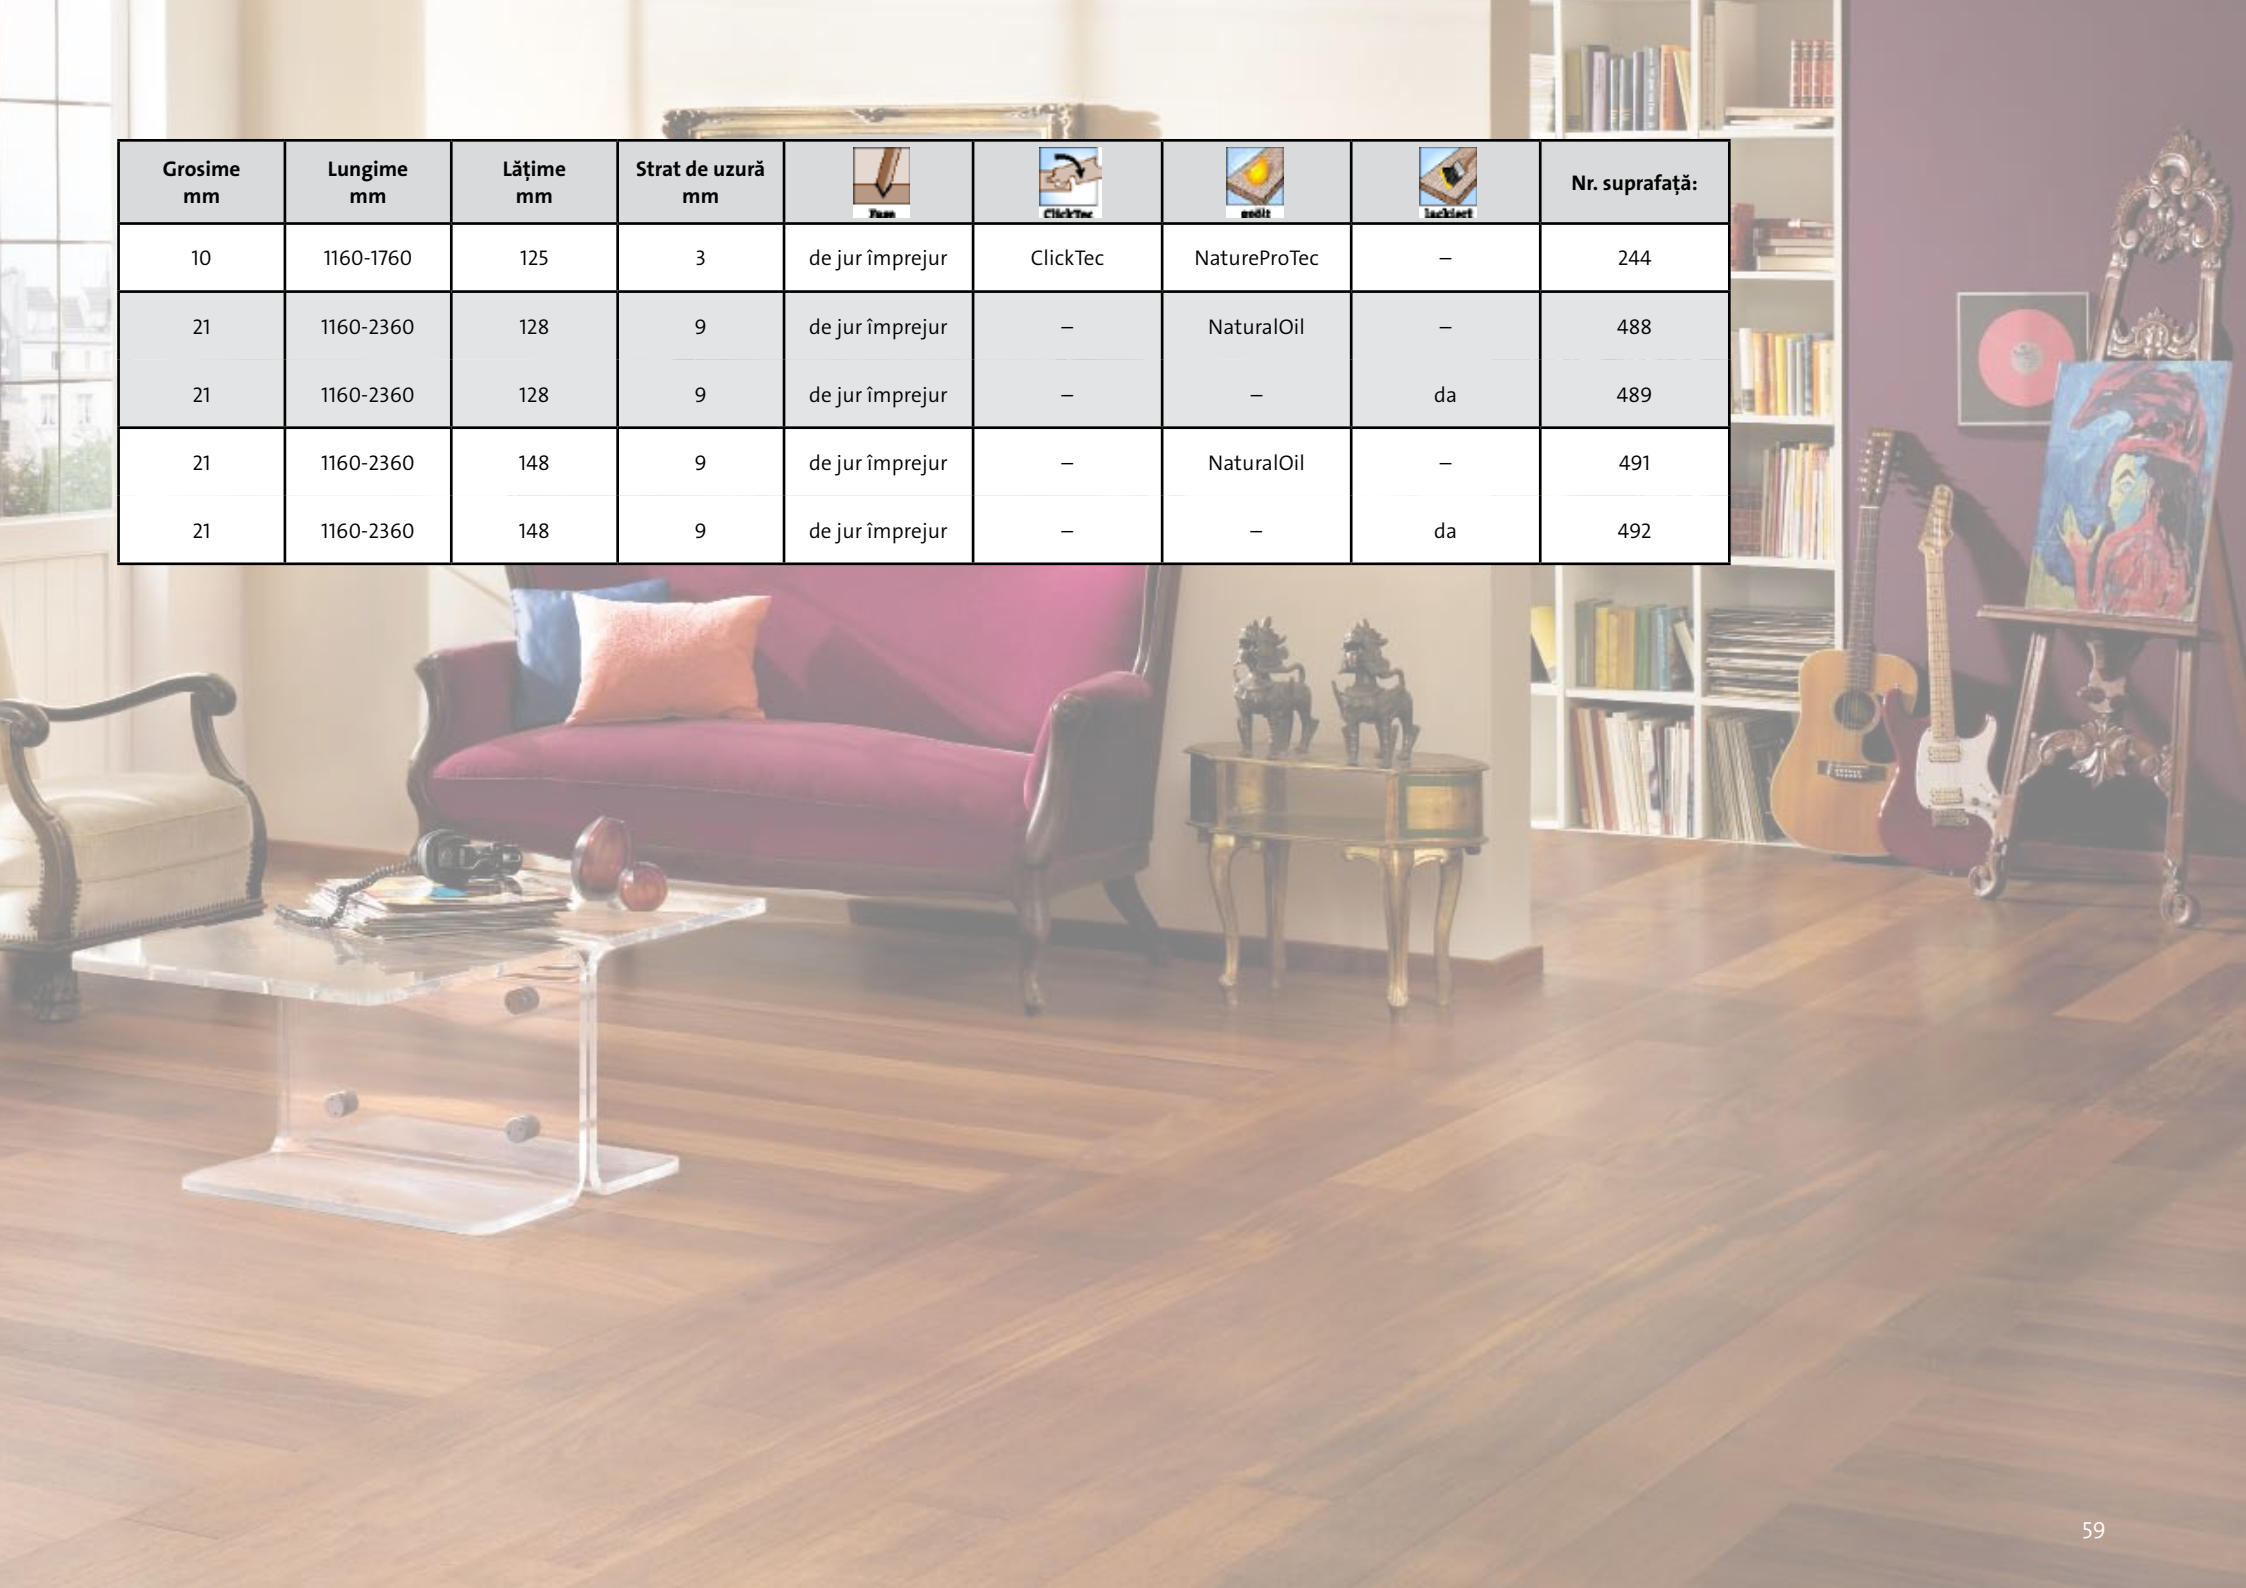 Grosime mm Lungime mm Lățime mm Strat de uzură mm Fuge ClickTec geölt lackiert Nr. suprafață:
10 1160-1760 125 3 de jur împrejur ClickTec NatureProTec – 244
21 1160-2360 128 9 de jur împrejur – NaturalOil – 488
21 1160-2360 128 9 de jur împrejur – – da 489
21 1160-2360 148 9 de jur împrejur – NaturalOil – 491
21 1160-2360 148 9 de jur împrejur – – da 492
59